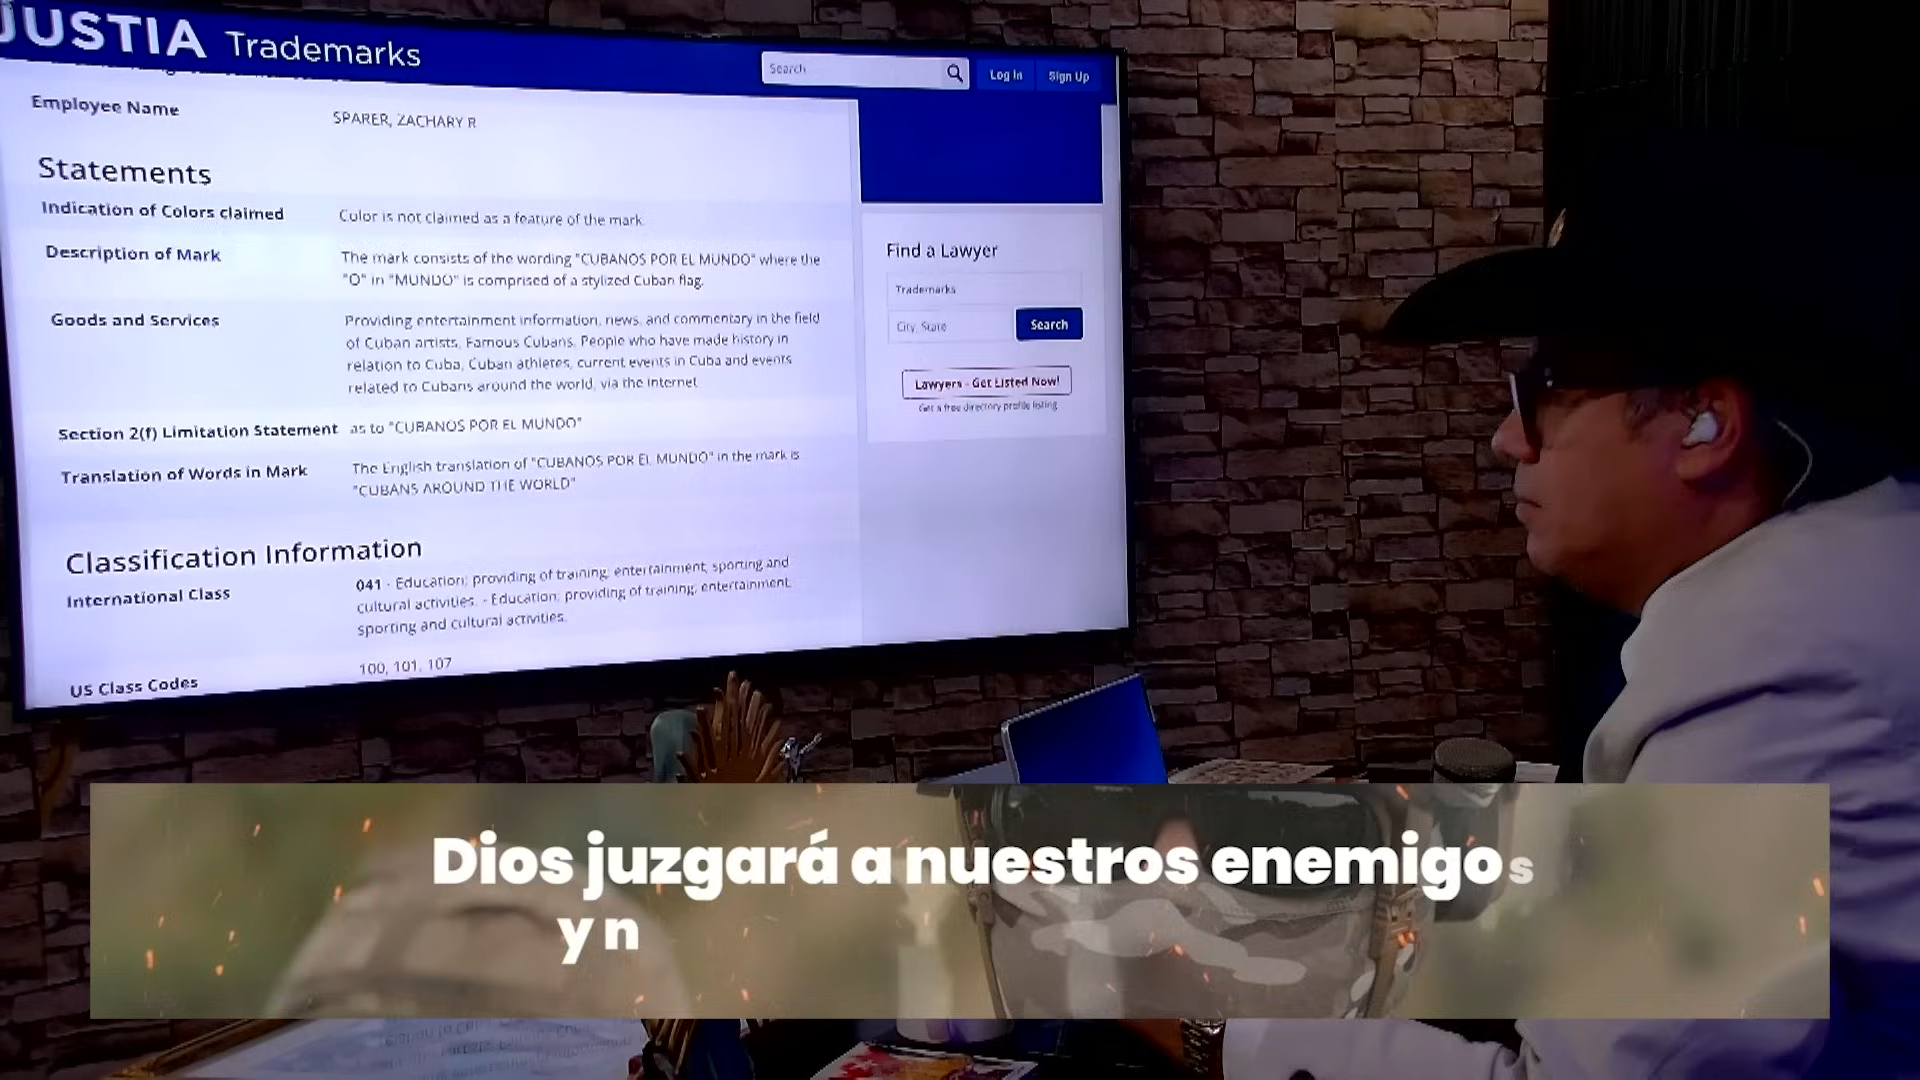 JUSTIA Trademarks
Search
Log In
Sign Up
Employee Name
SPARER, ZACHARY R
Statements
Indication of Colors claimed
Color is not claimed as a feature of the mark.
Description of Mark
The mark consists of the wording "CUBANOS POR EL MUNDO" where the
"O" in "MUNDO" is comprised of a stylized Cuban flag.
Goods and Services
Providing entertainment information, news, and commentary in the field
of Cuban artists, Famous Cubans, People who have made history in
relation to Cuba, Cuban athletes, current events in Cuba and events
related to Cubans around the world, via the internet
Section 2(f) Limitation Statement
as to "CUBANOS POR EL MUNDO"
Translation of Words in Mark
The English translation of "CUBANOS POR EL MUNDO" in the mark is
"CUBANS AROUND THE WORLD"
Classification Information
International Class
041 - Education; providing of training; entertainment; sporting and
cultural activities. - Education; providing of training; entertainment;
sporting and cultural activities.
US Class Codes
100, 101, 107
Find a Lawyer
Trademarks
City, State
Search
Lawyers - Get Listed Now!
Get a free directory profile listing
Dios juzgará a nuestros enemigos
y n